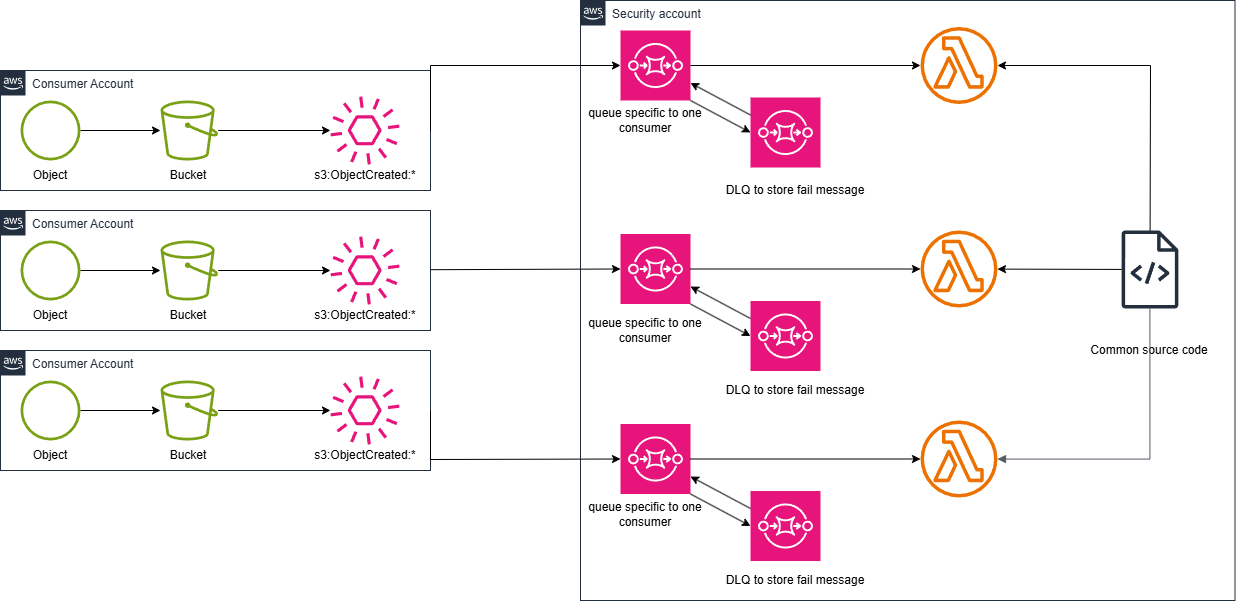 aws
Security account
queue specific to one
consumer
DLQ to store fail message
aws
Consumer Account
Object
Bucket
s3:ObjectCreated:*
aws
Consumer Account
Object
Bucket
s3:ObjectCreated:*
queue specific to one
consumer
DLQ to store fail message
</>
Common source code
aws
Consumer Account
Object
Bucket
s3:ObjectCreated:*
queue specific to one
consumer
DLQ to store fail message